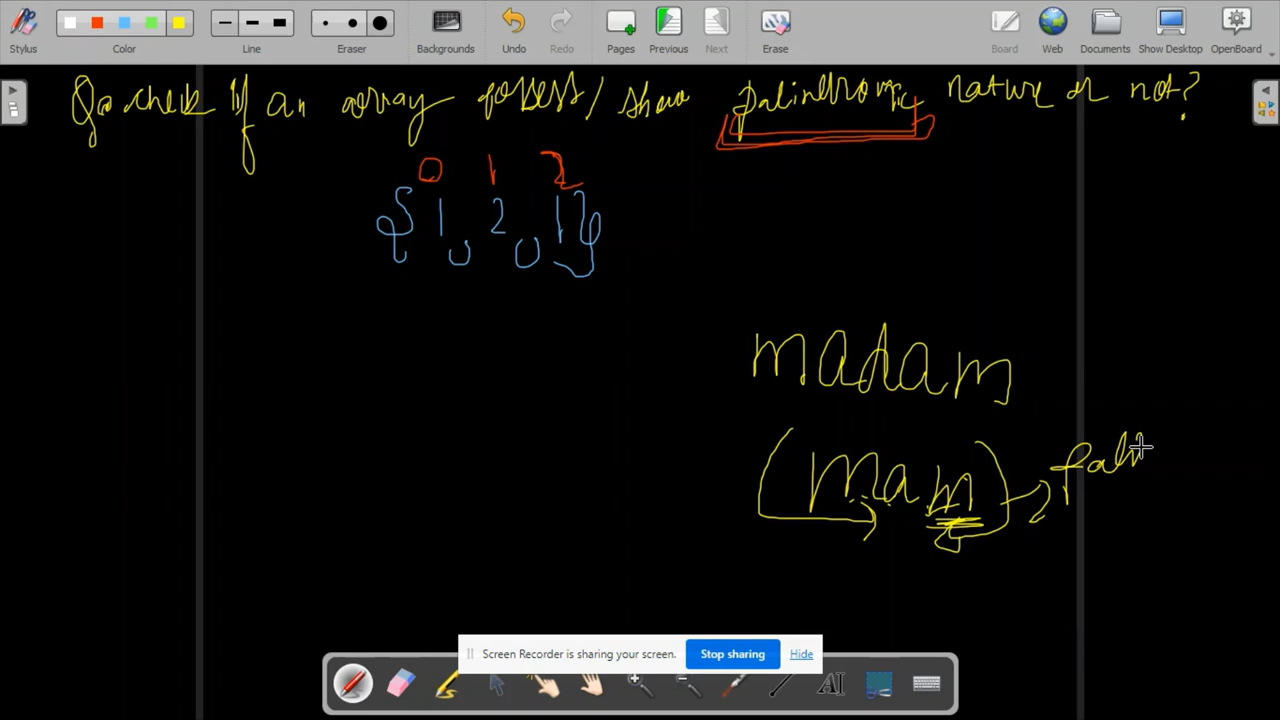 Stylus Color Line Eraser Backgrounds Undo Redo Pages Previous Next Erase Board Web Documents Show Desktop OpenBoard
check If an array posess/ show palindromic nature or not?
0 1 2
{1, 2, 1}
madam
(mam) → pali
Screen Recorder is sharing your screen. Stop sharing Hide